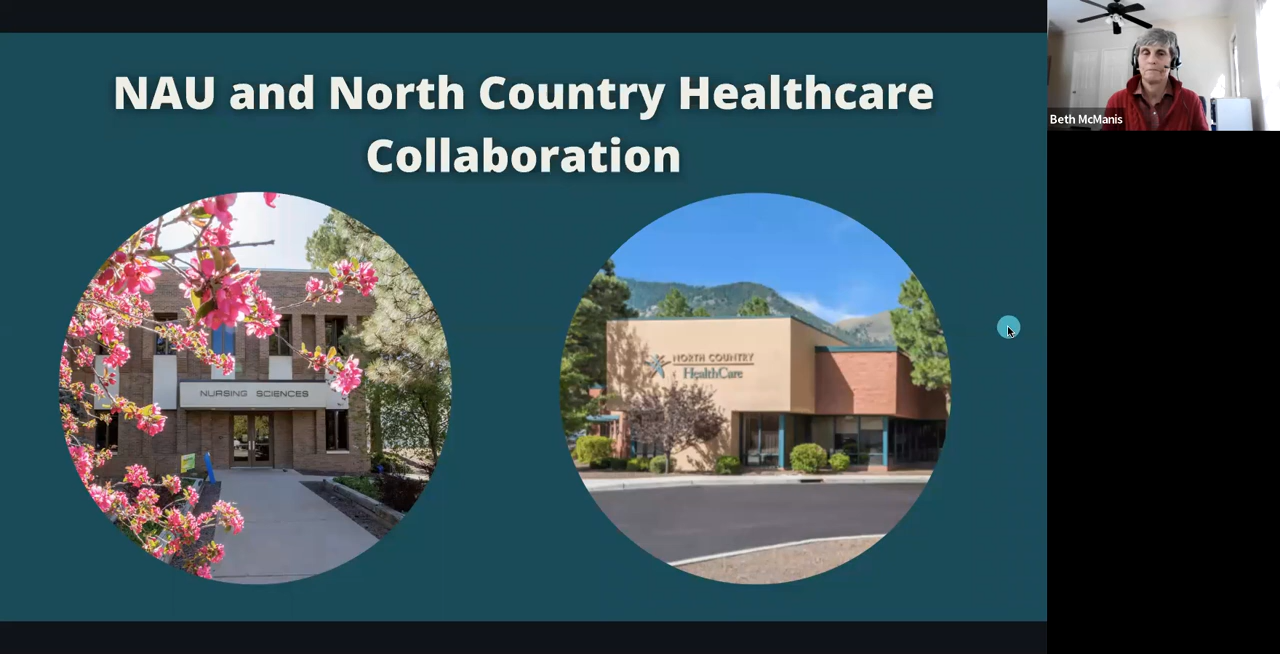 NAU and North Country Healthcare
Collaboration
NURSING SCIENCES
NORTH COUNTRY
HealthCare
Beth McManis